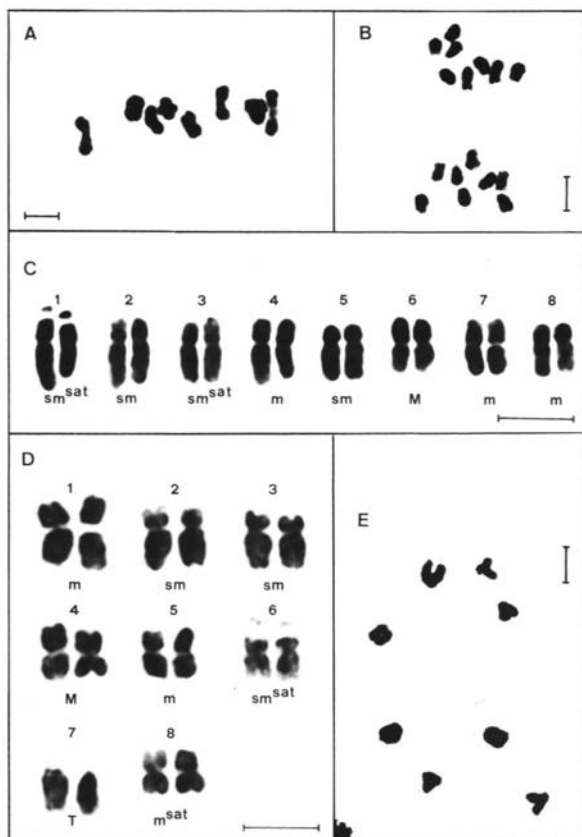 A
B
C
1 2 3 4 5 6 7 8
sm sat sm sm sat m sm M m m
D
1 2 3
m sm sm
4 5 6
M m sm sat
7 8
T m sat
E